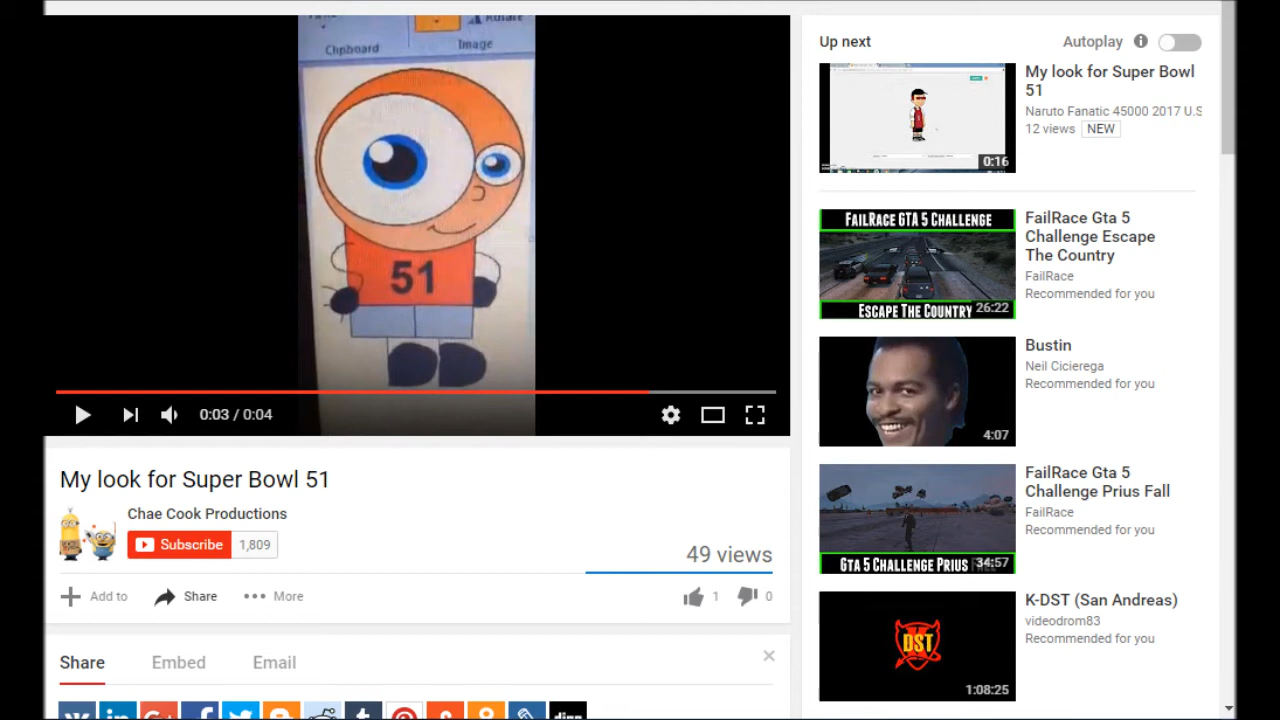 Rotate
Clipboard
Image
51
0:03 / 0:04
My look for Super Bowl 51
Chae Cook Productions
Subscribe 1,809
49 views
Add to Share More 1 0
Share Embed Email
Up next Autoplay
My look for Super Bowl
51
Naruto Fanatic 45000 2017 U.S
12 views NEW
0:16
FAILRACE GTA 5 CHALLENGE
ESCAPE THE COUNTRY 26:22
FailRace Gta 5
Challenge Escape
The Country
FailRace
Recommended for you
4:07
Bustin
Neil Cicierega
Recommended for you
GTA 5 CHALLENGE PRIUS 34:57
FailRace Gta 5
Challenge Prius Fall
FailRace
Recommended for you
K DST
1:08:25
K-DST (San Andreas)
videodrom83
Recommended for you